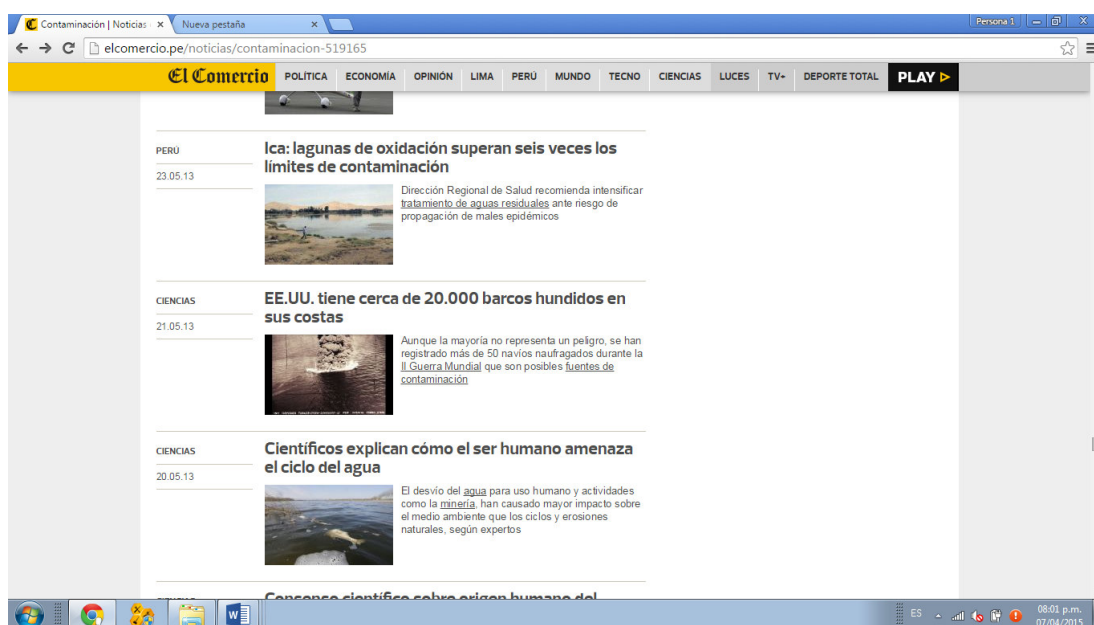 Contaminación | Noticias
Nueva pestaña
Persona 1
elcomercio.pe/noticias/contaminacion-519165
El Comercio POLÍTICA ECONOMÍA OPINIÓN LIMA PERÚ MUNDO TECNO CIENCIAS LUCES TV+ DEPORTE TOTAL PLAY
PERÚ
23.05.13
Ica: lagunas de oxidación superan seis veces los
límites de contaminación
Dirección Regional de Salud recomienda intensificar
tratamiento de aguas residuales ante riesgo de
propagación de males epidémicos
CIENCIAS
21.05.13
EE.UU. tiene cerca de 20.000 barcos hundidos en
sus costas
Aunque la mayoría no representa un peligro, se han
registrado más de 50 navíos naufragados durante la
II Guerra Mundial que son posibles fuentes de
contaminación
CIENCIAS
20.05.13
Científicos explican cómo el ser humano amenaza
el ciclo del agua
El desvío del agua para uso humano y actividades
como la minería, han causado mayor impacto sobre
el medio ambiente que los ciclos y erosiones
naturales, según expertos
Consenso científico sobre origen humano del
ES
08:01 p.m.
07/04/2015